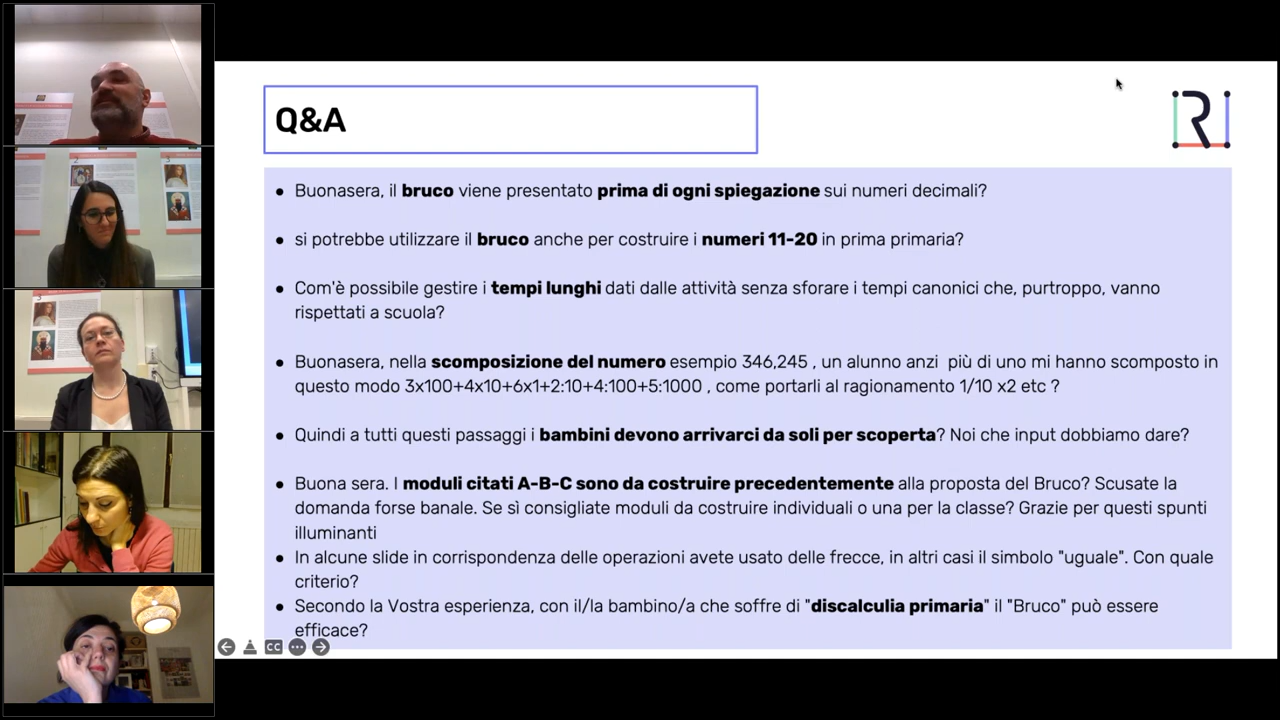 Q&A
Buonasera, il bruco viene presentato prima di ogni spiegazione sui numeri decimali?
si potrebbe utilizzare il bruco anche per costruire i numeri 11-20 in prima primaria?
Com'è possibile gestire i tempi lunghi dati dalle attività senza sforare i tempi canonici che, purtroppo, vanno
rispettati a scuola?
Buonasera, nella scomposizione del numero esempio 346,245 , un alunno anzi più di uno mi hanno scomposto in
questo modo 3x100+4x10+6x1+2:10+4:100+5:1000 , come portarli al ragionamento 1/10 x2 etc ?
Quindi a tutti questi passaggi i bambini devono arrivarci da soli per scoperta? Noi che input dobbiamo dare?
Buona sera. I moduli citati A-B-C sono da costruire precedentemente alla proposta del Bruco? Scusate la
domanda forse banale. Se sì consigliate moduli da costruire individuali o una per la classe? Grazie per questi spunti
illuminanti
In alcune slide in corrispondenza delle operazioni avete usato delle frecce, in altri casi il simbolo "uguale". Con quale
criterio?
Secondo la Vostra esperienza, con il/la bambino/a che soffre di "discalculia primaria" il "Bruco" può essere
efficace?
CC
R
2
3
3